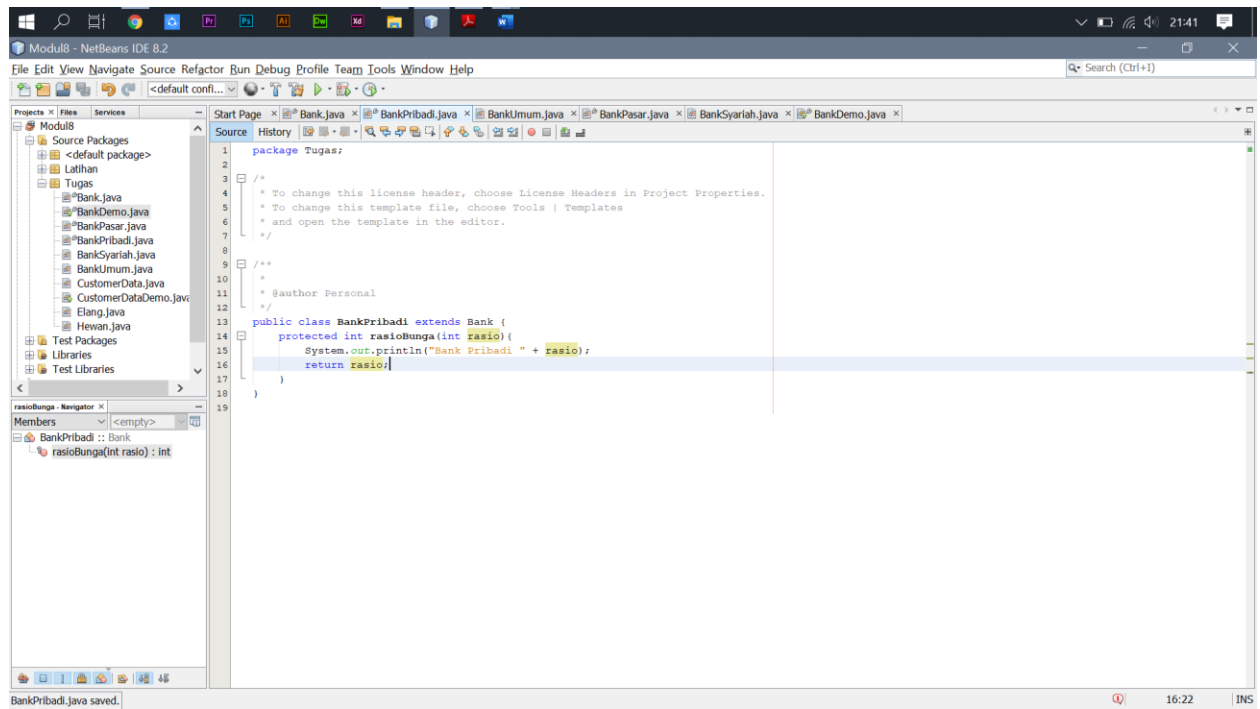 Pr Ps Ai Dw Xd
21:41
Modul8 - NetBeans IDE 8.2
File Edit View Navigate Source Refactor Run Debug Profile Team Tools Window Help
Search (Ctrl+I)
<default confi...
Projects Files Services
Modul8
Source Packages
<default package>
Latihan
Tugas
Bank.java
BankDemo.java
BankPasar.java
BankPribadi.java
BankSyariah.java
BankUmum.java
CustomerData.java
CustomerDataDemo.java
Elang.java
Hewan.java
Test Packages
Libraries
Test Libraries
rasioBunga - Navigator
Members <empty>
BankPribadi :: Bank
rasioBunga(int rasio) : int
Start Page Bank.java BankPribadi.java BankUmum.java BankPasar.java BankSyariah.java BankDemo.java
Source History
1 package Tugas;
2
3 /*
4 * To change this license header, choose License Headers in Project Properties.
5 * To change this template file, choose Tools | Templates
6 * and open the template in the editor.
7 */
8
9 /**
10 *
11 * @author Personal
12 */
13 public class BankPribadi extends Bank {
14 protected int rasioBunga(int rasio){
15 System.out.println("Bank Pribadi " + rasio);
16 return rasio;
17 }
18 }
19
BankPribadi.java saved.
16:22 INS